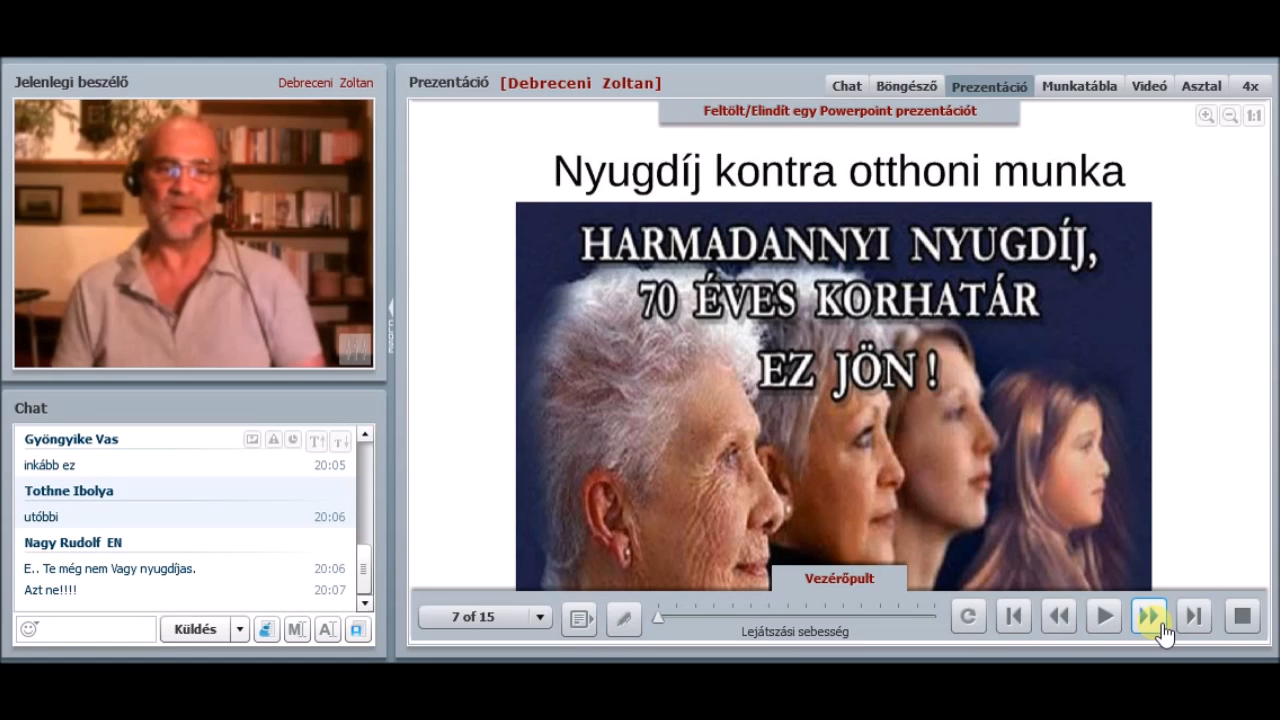 Jelenlegi beszélő
Debreceni Zoltan
Prezentáció [Debreceni Zoltan]
Chat
Böngésző
Prezentáció
Munkatábla
Videó
Asztal
4x
Feltölt/Elindít egy Powerpoint prezentációt
1:1
Nyugdíj kontra otthoni munka
HARMADANNYI NYUGDÍJ,
70 ÉVES KORHATÁR
EZ JÖN !
Chat
Gyöngyike Vas
inkább ez 20:05
Tothne Ibolya
utóbbi 20:06
Nagy Rudolf EN
E.. Te még nem Vagy nyugdíjas. 20:06
Azt ne!!!! 20:07
Küldés
Vezérőpult
7 of 15
Lejátszási sebesség